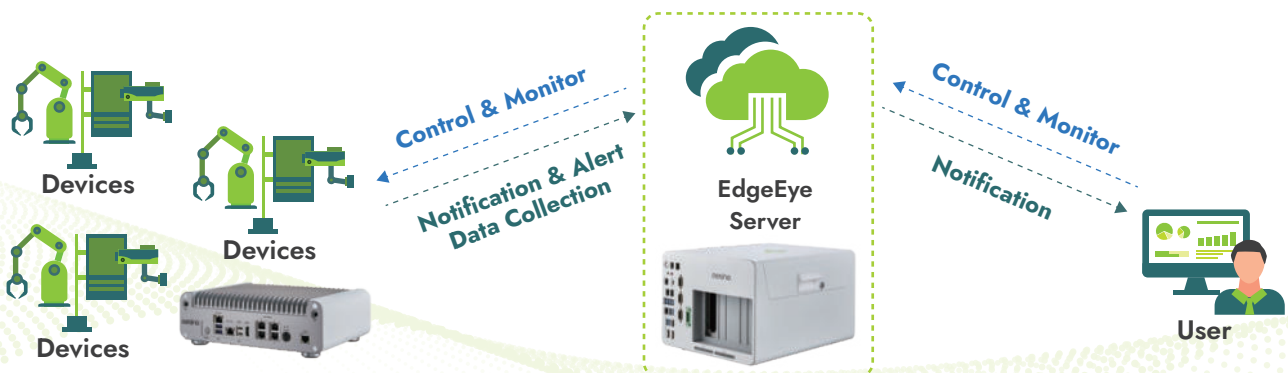 Devices
Devices
Devices
Control & Monitor
Notification & Alert
Data Collection
EdgeEye
Server
Control & Monitor
Notification
User